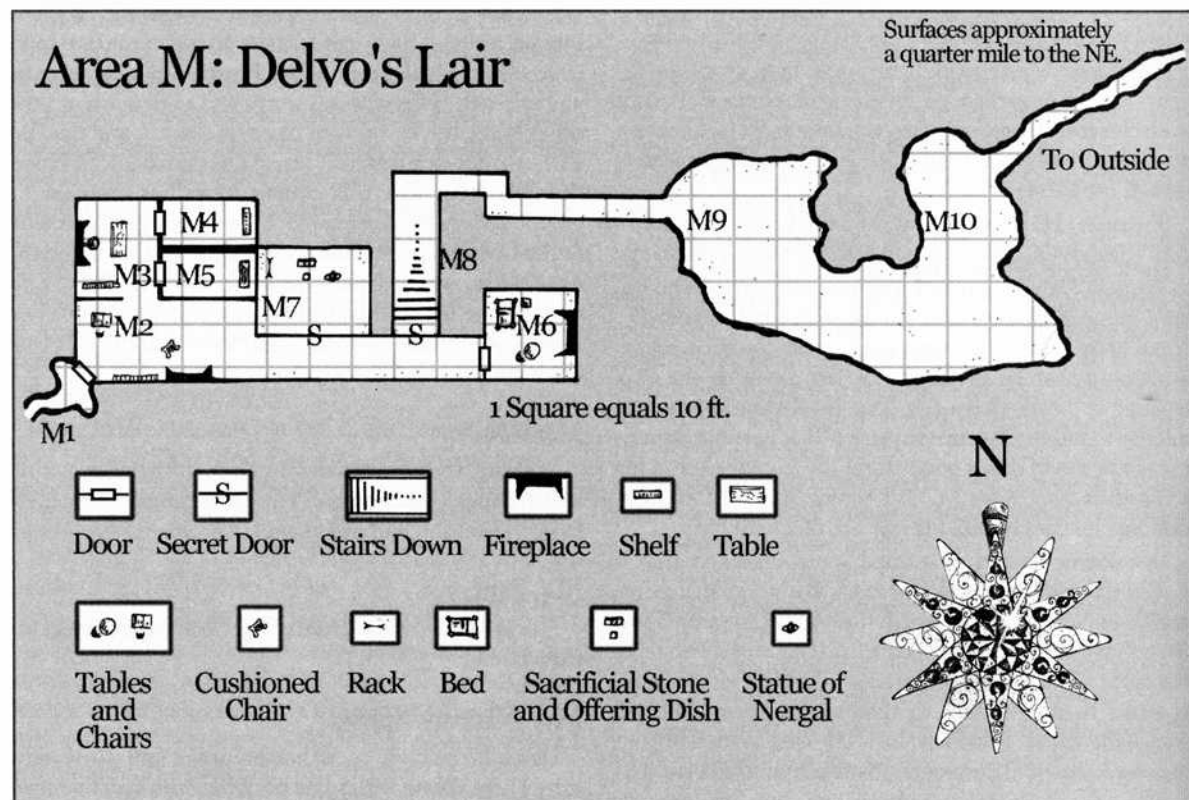 Area M: Delvo's Lair
Surfaces approximately
a quarter mile to the NE.
To Outside
M4
M3
M5
M2
M7
S
M8
S
M6
M9
M10
M1
1 Square equals 10 ft.
N
S
Door
Secret Door
Stairs Down
Fireplace
Shelf
Table
Tables
and
Chairs
Cushioned
Chair
Rack
Bed
Sacrificial Stone
and Offering Dish
Statue of
Nergal